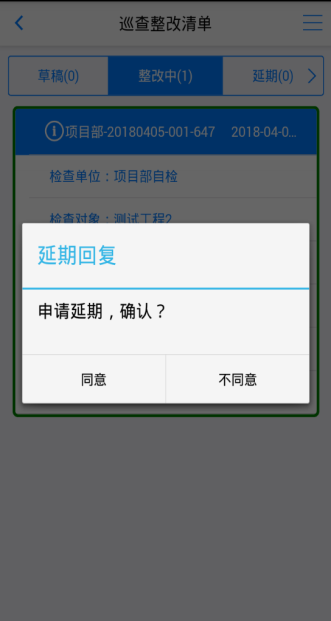 巡查整改清单
草稿(0) 整改中(1) 延期(0)
项目部-20180405-001-647 2018-04-0...
检查单位：项目部自检
检查对象：测试工程2
延期回复
申请延期，确认？
同意 不同意